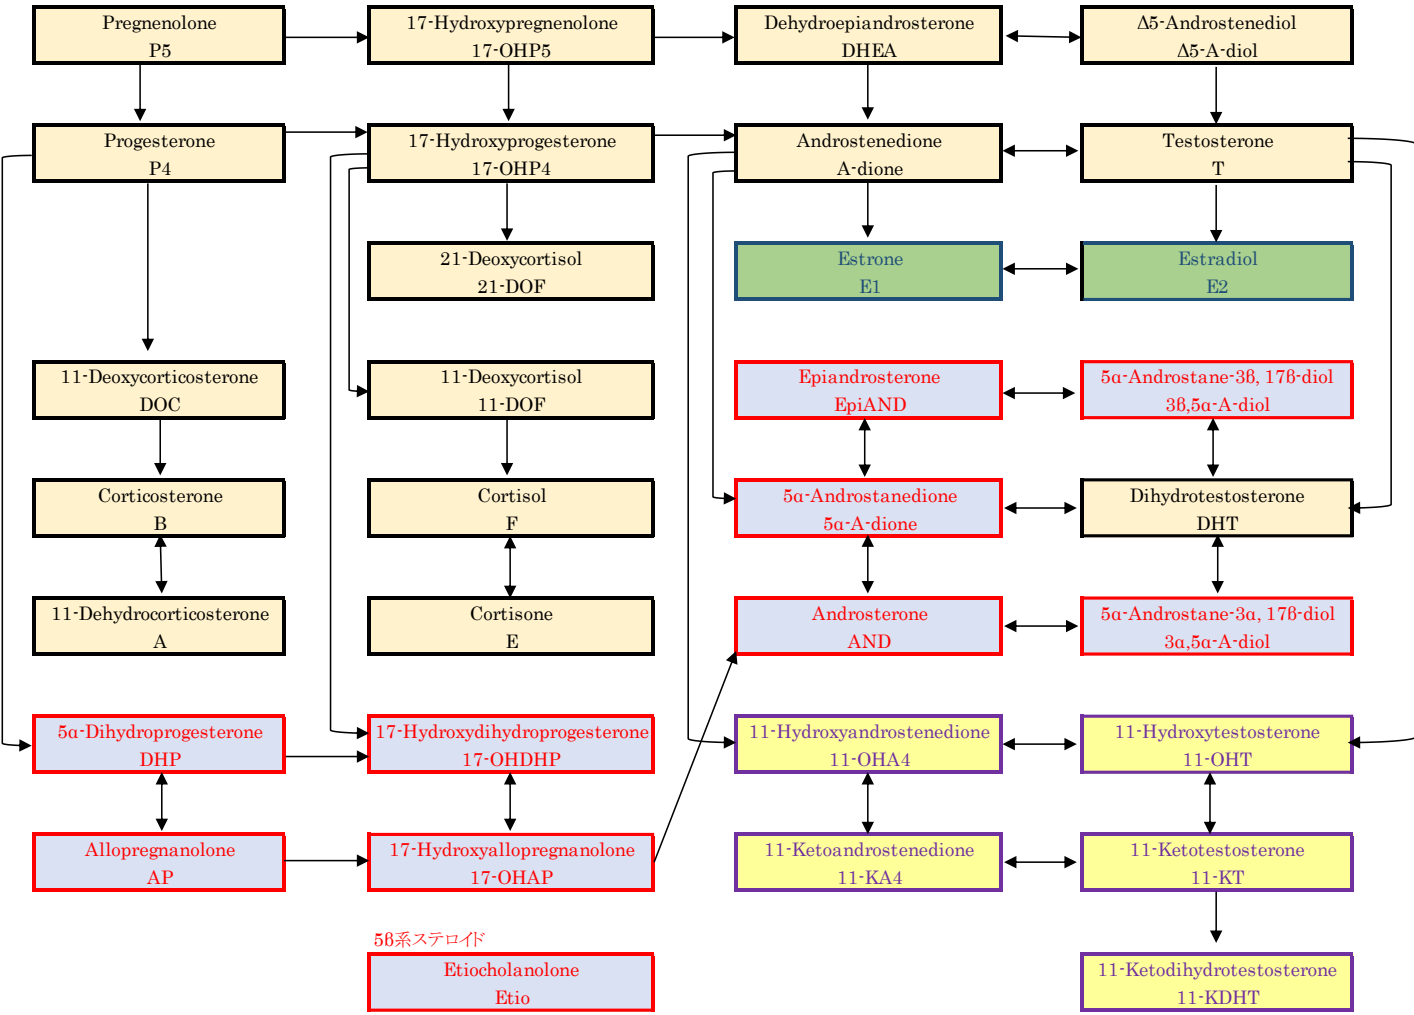 Pregnenolone
P5
17-Hydroxypregnenolone
17-OHP5
Dehydroepiandrosterone
DHEA
Δ5-Androstenediol
Δ5-A-diol
Progesterone
P4
17-Hydroxyprogesterone
17-OHP4
Androstenedione
A-dione
Testosterone
T
21-Deoxycortisol
21-DOF
Estrone
E1
Estradiol
E2
11-Deoxycorticosterone
DOC
11-Deoxycortisol
11-DOF
Epiandrosterone
EpiAND
5α-Androstane-3β, 17β-diol
3β,5α-A-diol
Corticosterone
B
Cortisol
F
5α-Androstanedione
5α-A-dione
Dihydrotestosterone
DHT
11-Dehydrocorticosterone
A
Cortisone
E
Androsterone
AND
5α-Androstane-3α, 17β-diol
3α,5α-A-diol
5α-Dihydroprogesterone
DHP
17-Hydroxydihydroprogesterone
17-OHDHP
11-Hydroxyandrostenedione
11-OHA4
11-Hydroxytestosterone
11-OHT
Allopregnanolone
AP
17-Hydroxyallopregnanolone
17-OHAP
11-Ketoandrostenedione
11-KA4
11-Ketotestosterone
11-KT
5β系ステロイド
Etiocholanolone
Etio
11-Ketodihydrotestosterone
11-KDHT